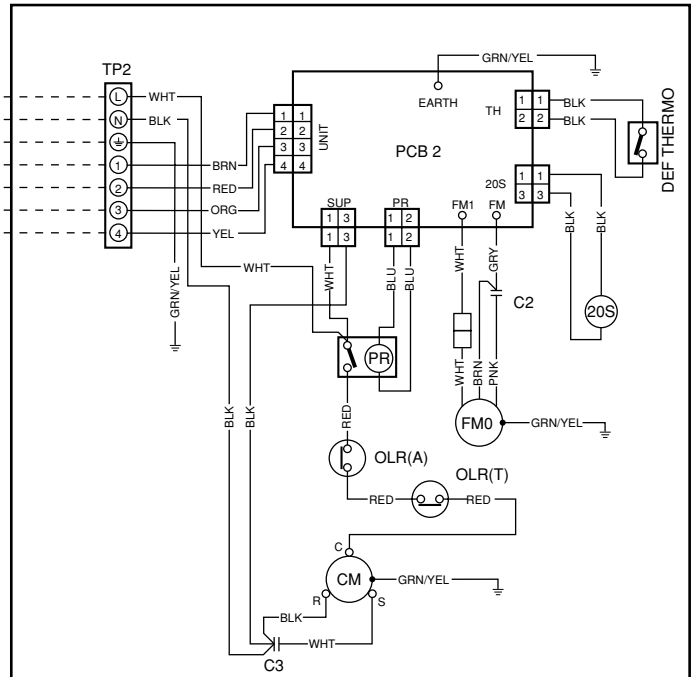 GRN/YEL
TP2
L WHT
EARTH
TH
1 1 BLK
2 2 BLK
N BLK
PCB 2
DEF THERMO
1 1
2 2
3 3
4 4
UNIT
1 BRN
2 RED
3 ORG
4 YEL
20S
1 1
3 3
SUP
1 3
1 3
PR
1 2
1 2
FM1
FM
BLK
BLK
WHT
GRN/YEL
WHT
BLU
BLU
WHT
GRY
C2
20S
PR
WHT
BRN
PNK
BLK
BLK
RED
FM0
GRN/YEL
OLR(A)
OLR(T)
RED
RED
C
CM
GRN/YEL
R
S
BLK
WHT
C3